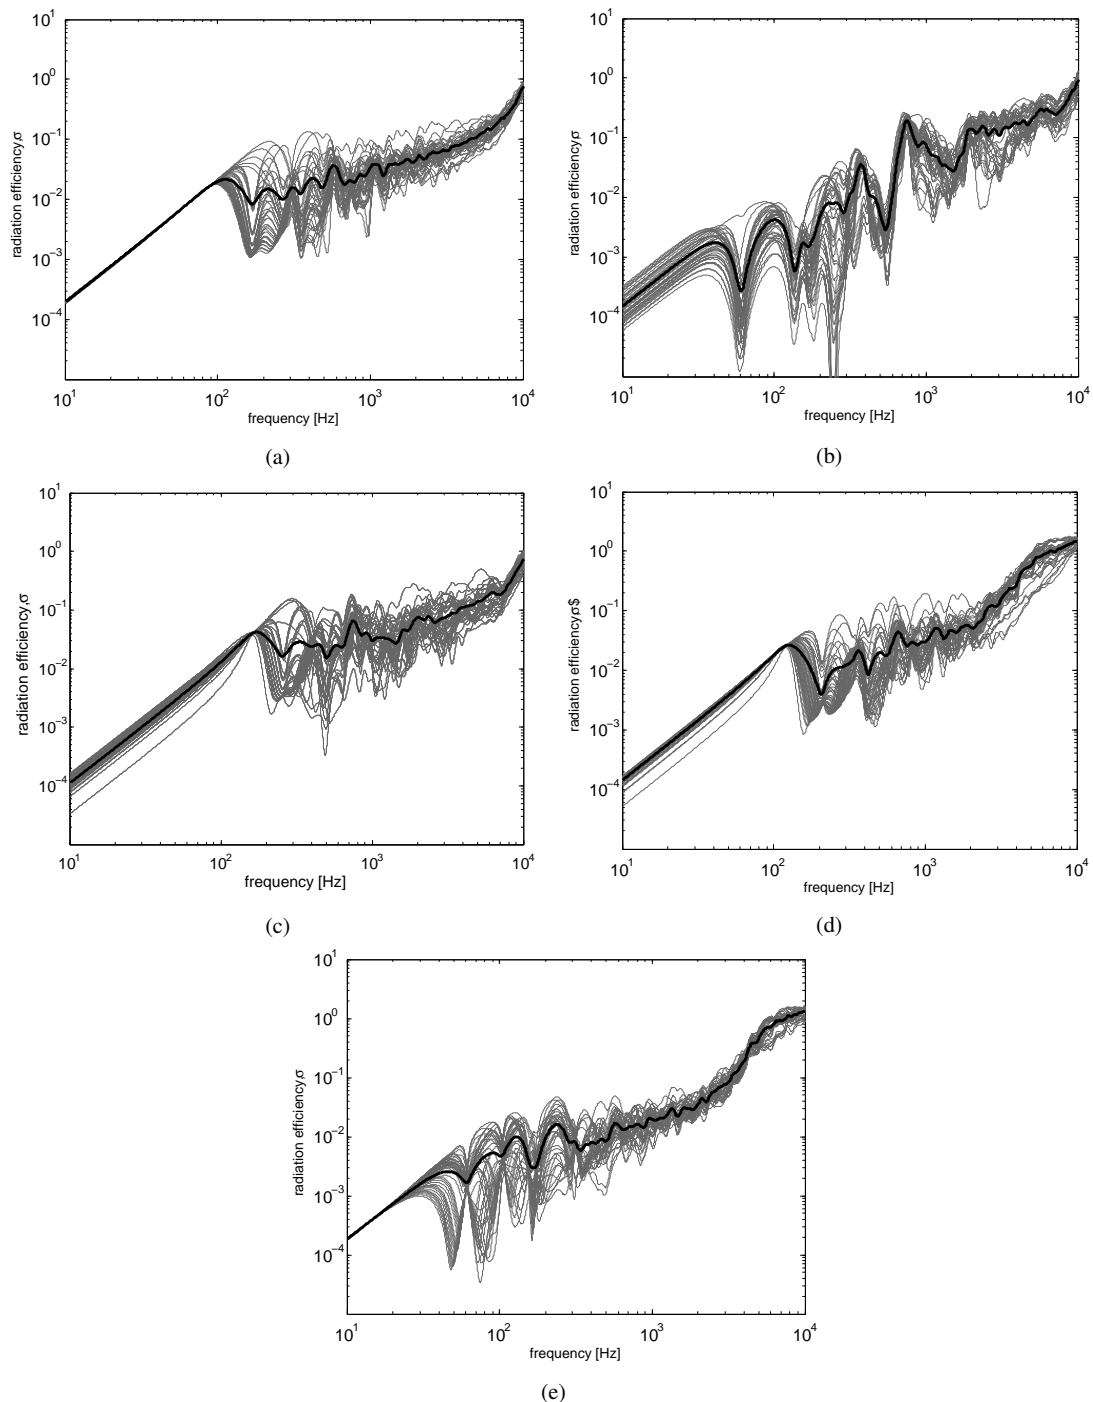 10^1
10^0
10^−1
10^−2
10^−3
10^−4
radiation efficiency,σ
10^1 10^2 10^3 10^4
frequency [Hz]
(a)
10^1
10^0
10^−1
10^−2
10^−3
10^−4
radiation efficiency,σ
10^1 10^2 10^3 10^4
frequency [Hz]
(b)
10^1
10^0
10^−1
10^−2
10^−3
10^−4
radiation efficiency,σ
10^1 10^2 10^3 10^4
frequency [Hz]
(c)
10^1
10^0
10^−1
10^−2
10^−3
10^−4
radiation efficiency,σ$
10^1 10^2 10^3 10^4
frequency [Hz]
(d)
10^1
10^0
10^−1
10^−2
10^−3
10^−4
radiation efficiency,σ
10^1 10^2 10^3 10^4
frequency [Hz]
(e)